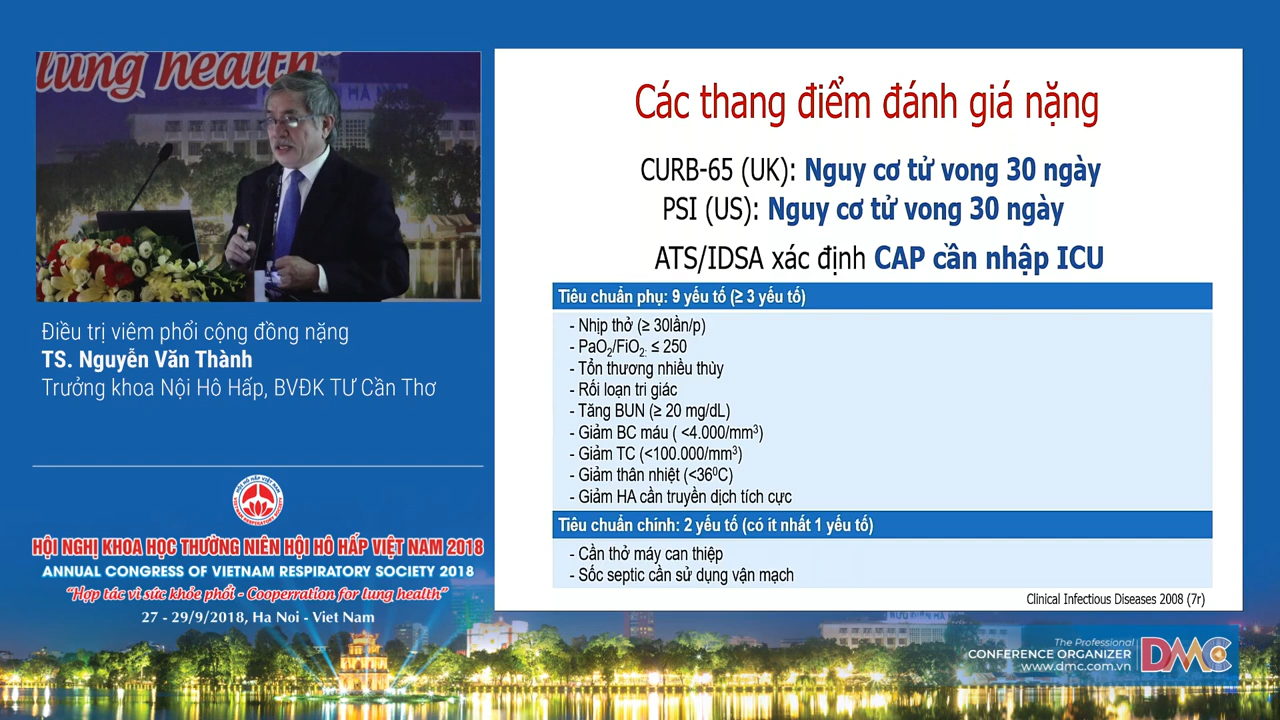 lung health"
Điều trị viêm phổi cộng đồng nặng
TS. Nguyễn Văn Thành
Trưởng khoa Nội Hô Hấp, BVĐK TƯ Cần Thơ
HỘI HÔ HẤP VIỆT NAM
VIETNAM RESPIRATORY SOCIETY
HỘI NGHỊ KHOA HỌC THƯỜNG NIÊN HỘI HÔ HẤP VIỆT NAM 2018
ANNUAL CONGRESS OF VIETNAM RESPIRATORY SOCIETY 2018
"Hợp tác vì sức khỏe phổi - Cooperration for lung health"
27 - 29/9/2018, Ha Noi - Viet Nam
Các thang điểm đánh giá nặng
CURB-65 (UK): Nguy cơ tử vong 30 ngày
PSI (US): Nguy cơ tử vong 30 ngày
ATS/IDSA xác định CAP cần nhập ICU
Tiêu chuẩn phụ: 9 yếu tố (≥ 3 yếu tố)
- Nhịp thở (≥ 30lần/p)
- PaO2/FiO2: ≤ 250
- Tổn thương nhiều thùy
- Rối loạn tri giác
- Tăng BUN (≥ 20 mg/dL)
- Giảm BC máu ( <4.000/mm³)
- Giảm TC (<100.000/mm³)
- Giảm thân nhiệt (<36⁰C)
- Giảm HA cần truyền dịch tích cực
Tiêu chuẩn chính: 2 yếu tố (có ít nhất 1 yếu tố)
- Cần thở máy can thiệp
- Sốc septic cần sử dụng vận mạch
Clinical Infectious Diseases 2008 (7r)
The Professional
CONFERENCE ORGANIZER
www.dmc.com.vn
DMC